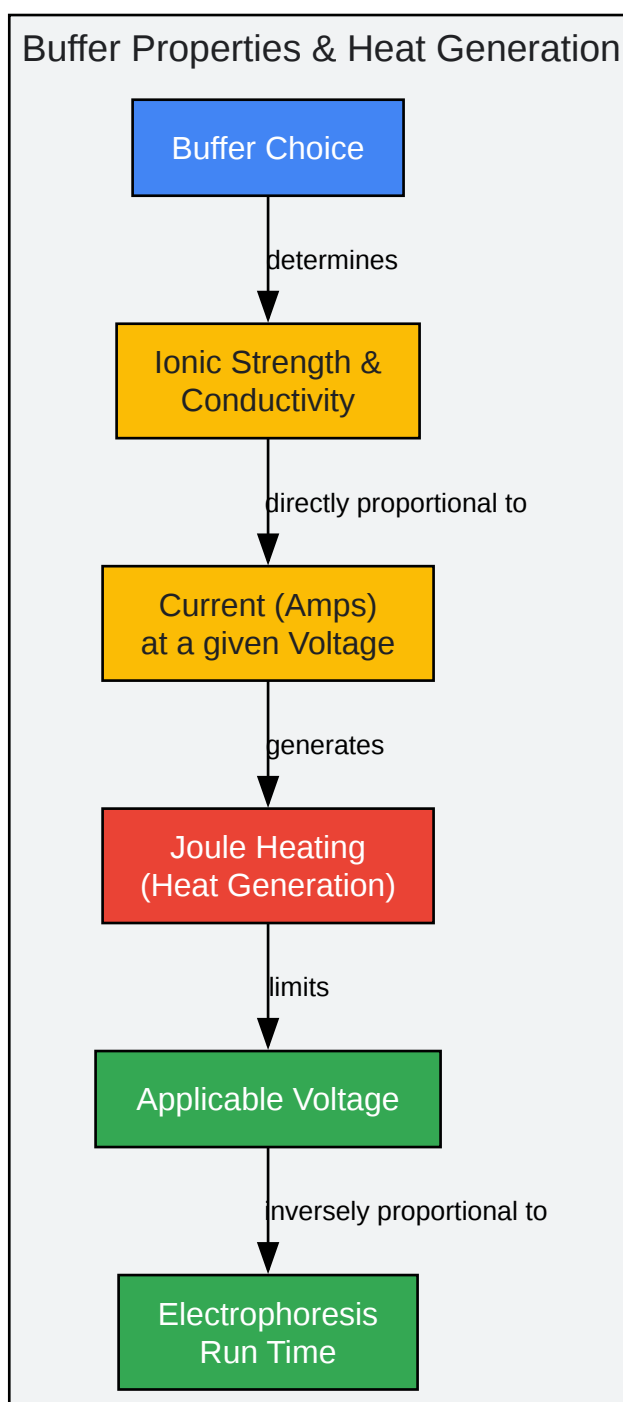 Buffer Properties & Heat Generation
Buffer Choice
determines
Ionic Strength &
Conductivity
directly proportional to
Current (Amps)
at a given Voltage
generates
Joule Heating
(Heat Generation)
limits
Applicable Voltage
inversely proportional to
Electrophoresis
Run Time